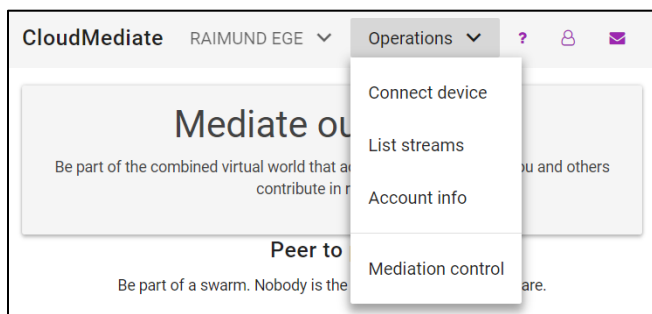 CloudMediate RAIMUND EGE Operations ?
Connect device
List streams
Account info
Mediation control
Mediate ou
Be part of the combined virtual world that ou and others
contribute in r
Peer to
Be part of a swarm. Nobody is the are.